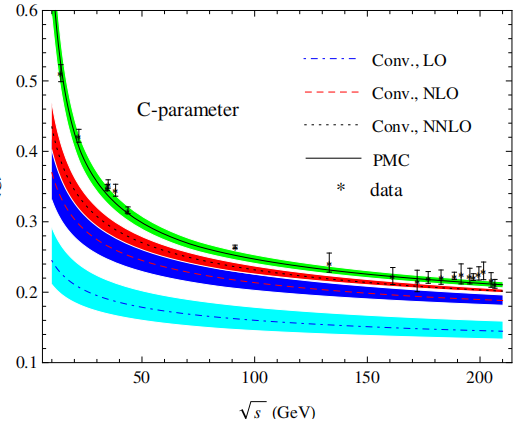 0.6
0.5
0.4
0.3
0.2
0.1
C-parameter
Conv., LO
Conv., NLO
Conv., NNLO
PMC
* data
50 100 150 200
√s (GeV)